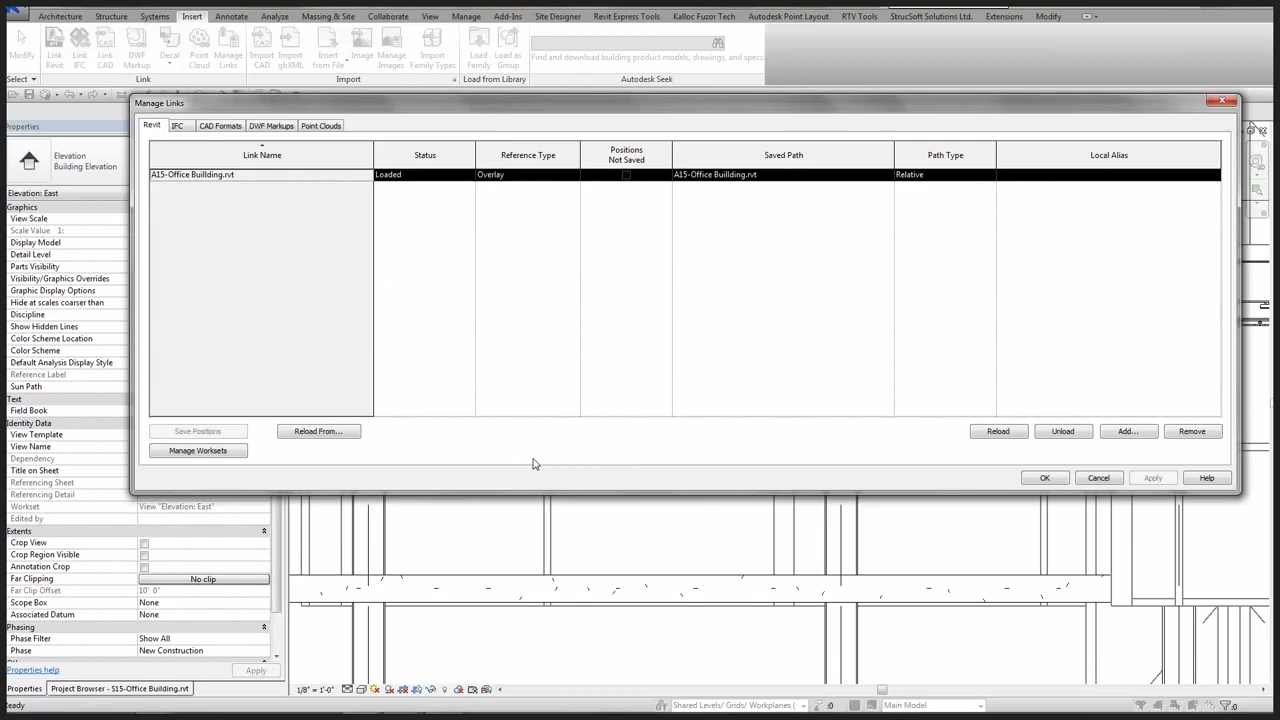 Architecture Structure Systems Insert Annotate Analyze Massing & Site Collaborate View Manage Add-Ins Site Designer Revit Express Tools Kalloc Fuzor Tech Autodesk Point Layout RTV Tools StrucSoft Solutions Ltd. Extensions Modify
Modify
Link Revit
Link IFC
Link CAD
DWF Markup
Decal
Point Cloud
Manage Links
Import CAD
Import gbXML
Insert from File
Image
Manage Images
Import Family Types
Load Family
Load as Group
Find and download building product models, drawings, and specs
Select Link Import Load from Library Autodesk Seek
Manage Links
Properties
Revit IFC CAD Formats DWF Markups Point Clouds
Link Name Status Reference Type Positions Not Saved Saved Path Path Type Local Alias
A15-Office Buillding.rvt Loaded Overlay A15-Office Buillding.rvt Relative
Elevation
Building Elevation
Elevation: East
Graphics
View Scale
Scale Value 1:
Display Model
Detail Level
Parts Visibility
Visibility/Graphics Overrides
Graphic Display Options
Hide at scales coarser than
Discipline
Show Hidden Lines
Color Scheme Location
Color Scheme
Default Analysis Display Style
Reference Label
Sun Path
Text
Field Book
Identity Data
View Template
View Name
Dependency
Title on Sheet
Referencing Sheet
Referencing Detail
Workset View "Elevation: East"
Edited by
Extents
Crop View
Crop Region Visible
Annotation Crop
Far Clipping No clip
Far Clip Offset 10' 0"
Scope Box None
Associated Datum None
Phasing
Phase Filter Show All
Phase New Construction
Properties help Apply
Save Positions Reload From... Reload Unload Add... Remove
Manage Worksets
OK Cancel Apply Help
Properties Project Browser - S15-Office Building.rvt 1/8" = 1'-0"
Ready Shared Levels/ Grids/ Workplanes ( :0 Main Model :0